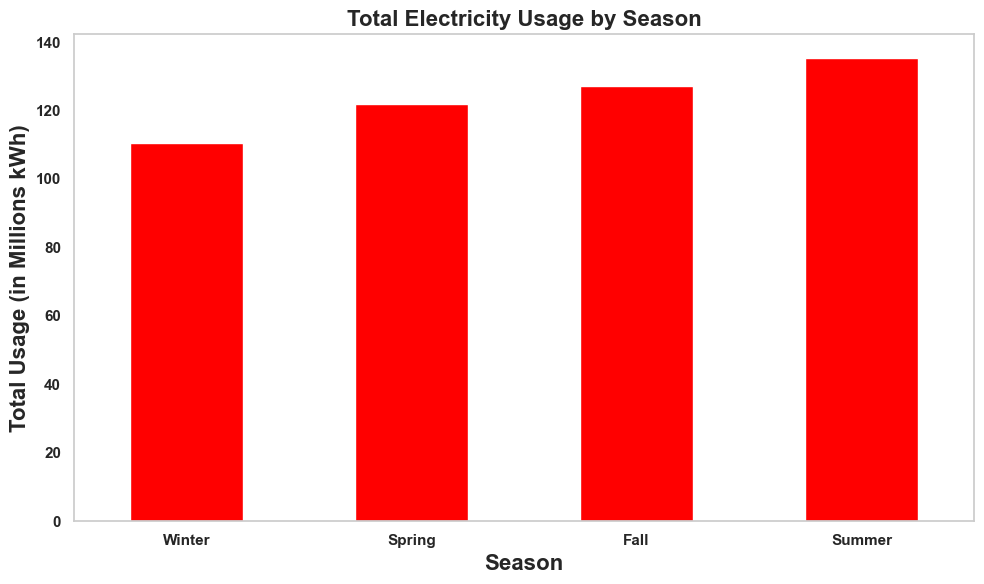 Total Electricity Usage by Season
Total Usage (in Millions kWh)
140
120
100
80
60
40
20
0
Winter Spring Fall Summer
Season